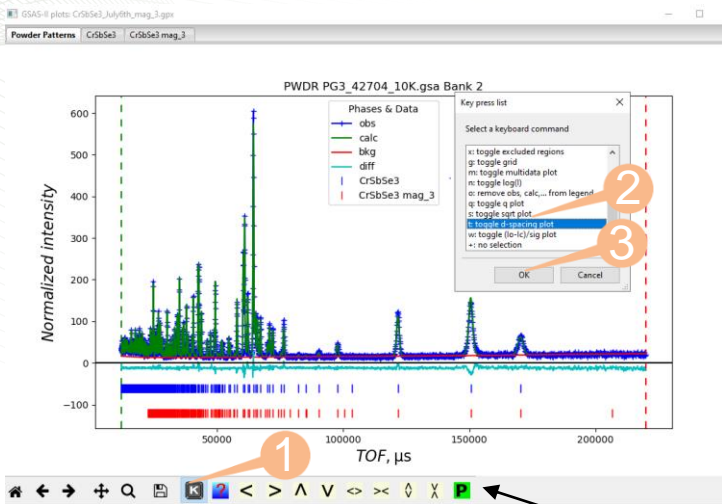 GSAS-II plots: CrSbSe3_July6th_mag_3.gpx
Powder Patterns CrSbSe3 CrSbSe3 mag_3
PWDR PG3_42704_10K.gsa Bank 2
Normalized intensity
600
500
400
300
200
100
0
−100
50000 100000 150000 200000
TOF, μs
Phases & Data
obs
calc
bkg
diff
CrSbSe3
CrSbSe3 mag_3
Key press list
Select a keyboard command
x: toggle excluded regions
g: toggle grid
m: toggle multidata plot
n: toggle log(I)
o: remove obs, calc,... from legend
q: toggle q plot
s: toggle sqrt plot
t: toggle d-spacing plot
w: toggle (Io-Ic)/sig plot
+: no selection
OK Cancel
2
3
1
K ? < > Λ V <> >< P